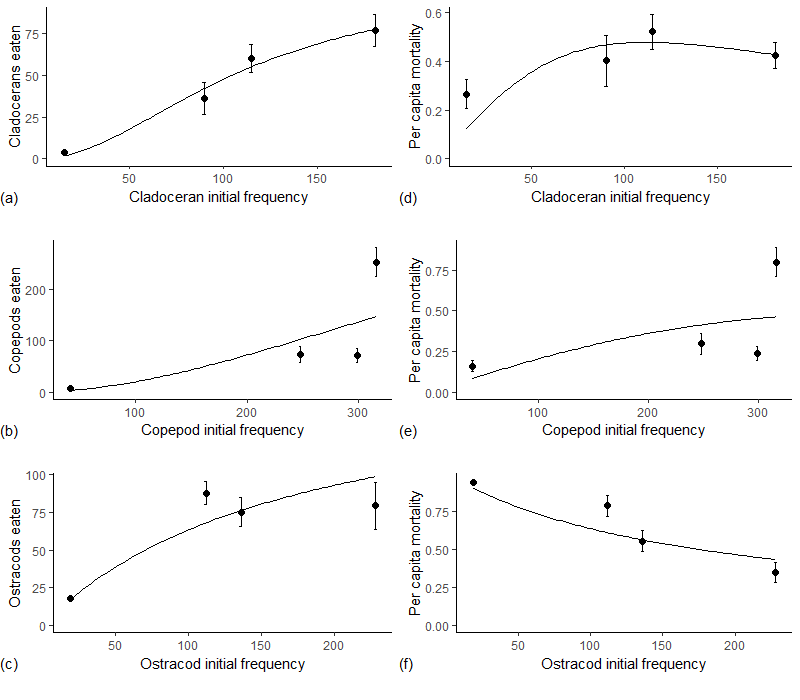 Cladocerans eaten
75
50
25
0
50
100
150
Cladoceran initial frequency
(a)
Per capita mortality
0.6
0.4
0.2
0.0
50
100
150
Cladoceran initial frequency
(d)
Copepods eaten
200
100
0
100
200
300
Copepod initial frequency
(b)
Per capita mortality
0.75
0.50
0.25
0.00
100
200
300
Copepod initial frequency
(e)
Ostracods eaten
100
75
50
25
0
50
100
150
200
Ostracod initial frequency
(c)
Per capita mortality
0.75
0.50
0.25
0.00
50
100
150
200
Ostracod initial frequency
(f)